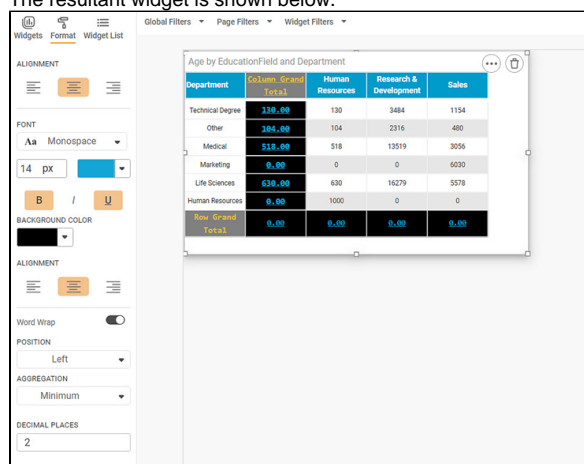 The resultant widget is shown below:
Widgets Format Widget List
Global Filters Page Filters Widget Filters
ALIGNMENT
FONT
Aa Monospace
14 px
B I U
BACKGROUND COLOR
ALIGNMENT
Word Wrap
POSITION
Left
AGGREGATION
Minimum
DECIMAL PLACES
2
Age by EducationField and Department
Department Column Grand Total Human Resources Research & Development Sales
Technical Degree 130.00 130 3484 1154
Other 104.00 104 2316 480
Medical 518.00 518 13519 3056
Marketing 0.00 0 0 6030
Life Sciences 630.00 630 16279 5578
Human Resources 0.00 1000 0 0
Row Grand Total 0.00 0.00 0.00 0.00